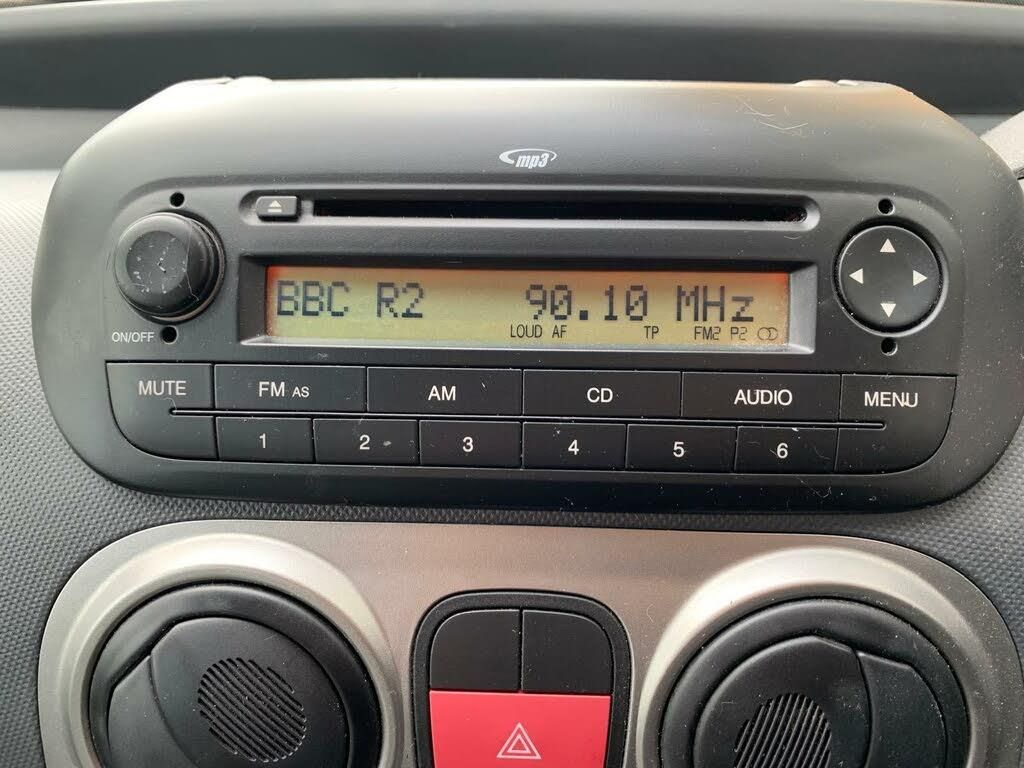 mp3
BBC R2 90.10 MHz
LOUD AF TP FM2 P2
ON/OFF
MUTE FM AS AM CD AUDIO MENU
1 2 3 4 5 6